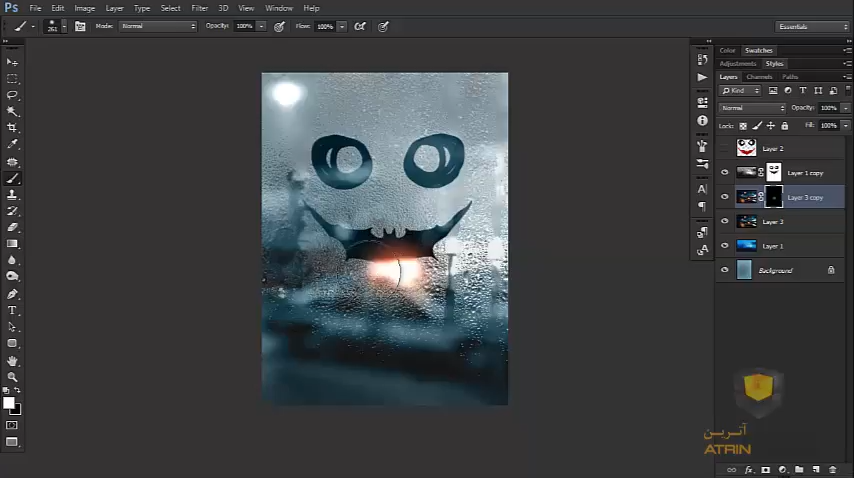 Ps File Edit Image Layer Type Select Filter 3D View Window Help
261 Mode: Normal Opacity: 100% Flow: 100% Essentials
Color Swatches
Adjustments Styles
Layers Channels Paths
Kind
Normal Opacity: 100%
Lock: Fill: 100%
Layer 2
Layer 1 copy
Layer 3 copy
Layer 3
Layer 1
Background
آتریـن
ATRIN